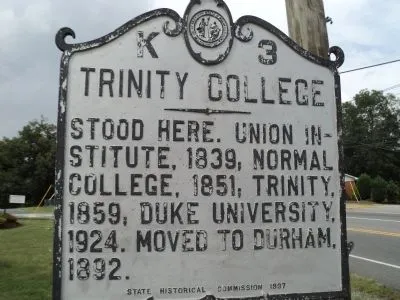 K 3
TRINITY COLLEGE
STOOD HERE. UNION IN-
STITUTE, 1839, NORMAL
COLLEGE, 1851, TRINITY,
1859, DUKE UNIVERSITY,
1924. MOVED TO DURHAM,
1892.
STATE HISTORICAL COMMISSION 1937